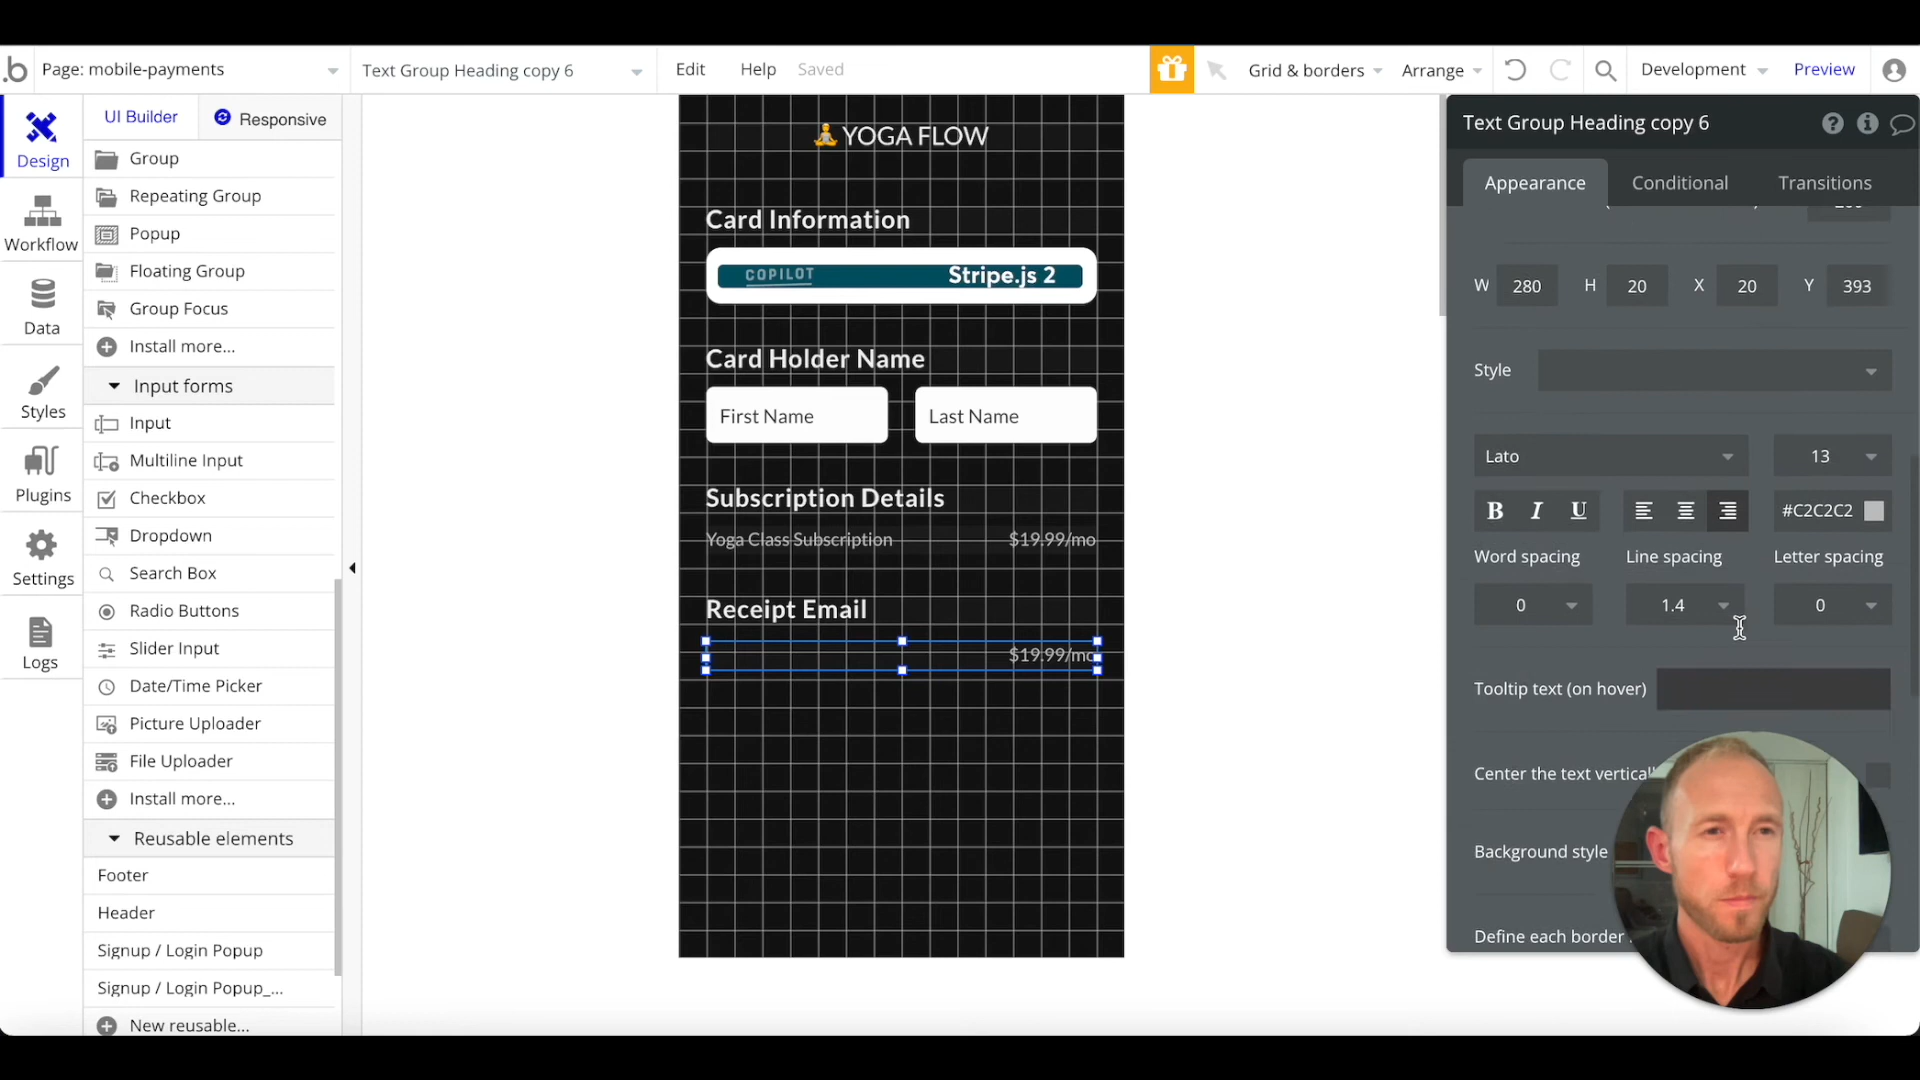 .b Page: mobile-payments Text Group Heading copy 6 Edit Help Saved Grid & borders Arrange Development Preview
Design
Workflow
Data
Styles
Plugins
Settings
Logs
UI Builder Responsive
Group
Repeating Group
Popup
Floating Group
Group Focus
Install more...
Input forms
Input
Multiline Input
Checkbox
Dropdown
Search Box
Radio Buttons
Slider Input
Date/Time Picker
Picture Uploader
File Uploader
Install more...
Reusable elements
Footer
Header
Signup / Login Popup
Signup / Login Popup_...
New reusable...
YOGA FLOW
Card Information
COPILOT Stripe.js 2
Card Holder Name
First Name Last Name
Subscription Details
Yoga Class Subscription $19.99/mo
Receipt Email
$19.99/mo
Text Group Heading copy 6
Appearance Conditional Transitions
W 280 H 20 X 20 Y 393
Style
Lato 13
B I U #C2C2C2
Word spacing Line spacing Letter spacing
0 1.4 0
Tooltip text (on hover)
Center the text vertical
Background style
Define each border